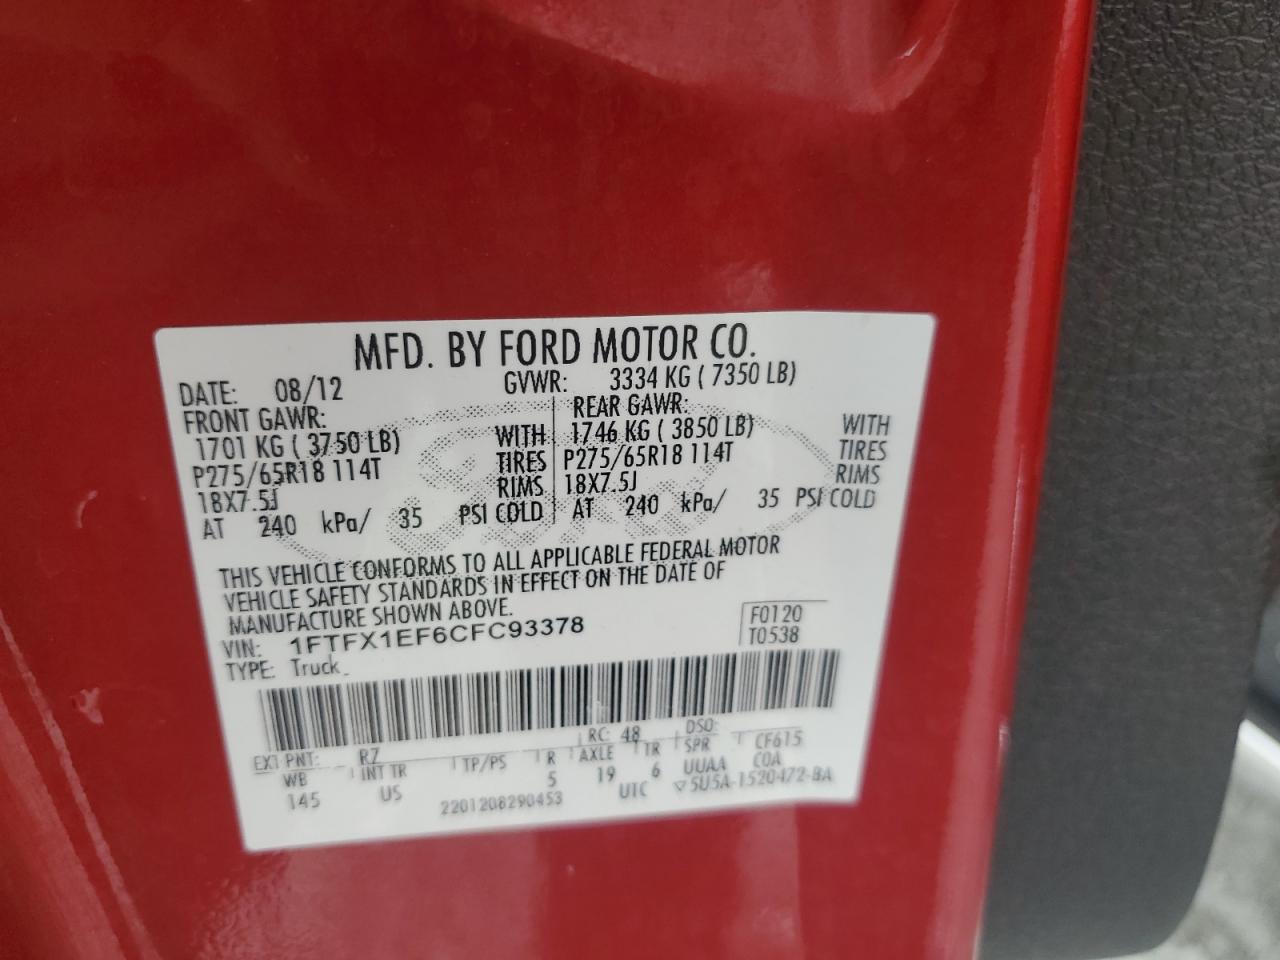 MFD. BY FORD MOTOR CO.
DATE: 08/12 GVWR: 3334 KG ( 7350 LB)
FRONT GAWR: REAR GAWR:
1701 KG ( 3750 LB) WITH 1746 KG ( 3850 LB) WITH
P275/65R18 114T TIRES P275/65R18 114T TIRES
18X7.5J RIMS 18X7.5J RIMS
AT 240 kPa/ 35 PSI COLD AT 240 kPa/ 35 PSI COLD
THIS VEHICLE CONFORMS TO ALL APPLICABLE FEDERAL MOTOR
VEHICLE SAFETY STANDARDS IN EFFECT ON THE DATE OF
MANUFACTURE SHOWN ABOVE.
VIN: 1FTFX1EF6CFC93378 F0120
TYPE: Truck T0538
EXT PNT: RZ RC: 48 DSO:
WB INT TR TP/PS R AXLE TR SPR CF615
145 US 5 19 6 UUAA COA
2201208290453 UTC ▽5U5A-1520472-BA